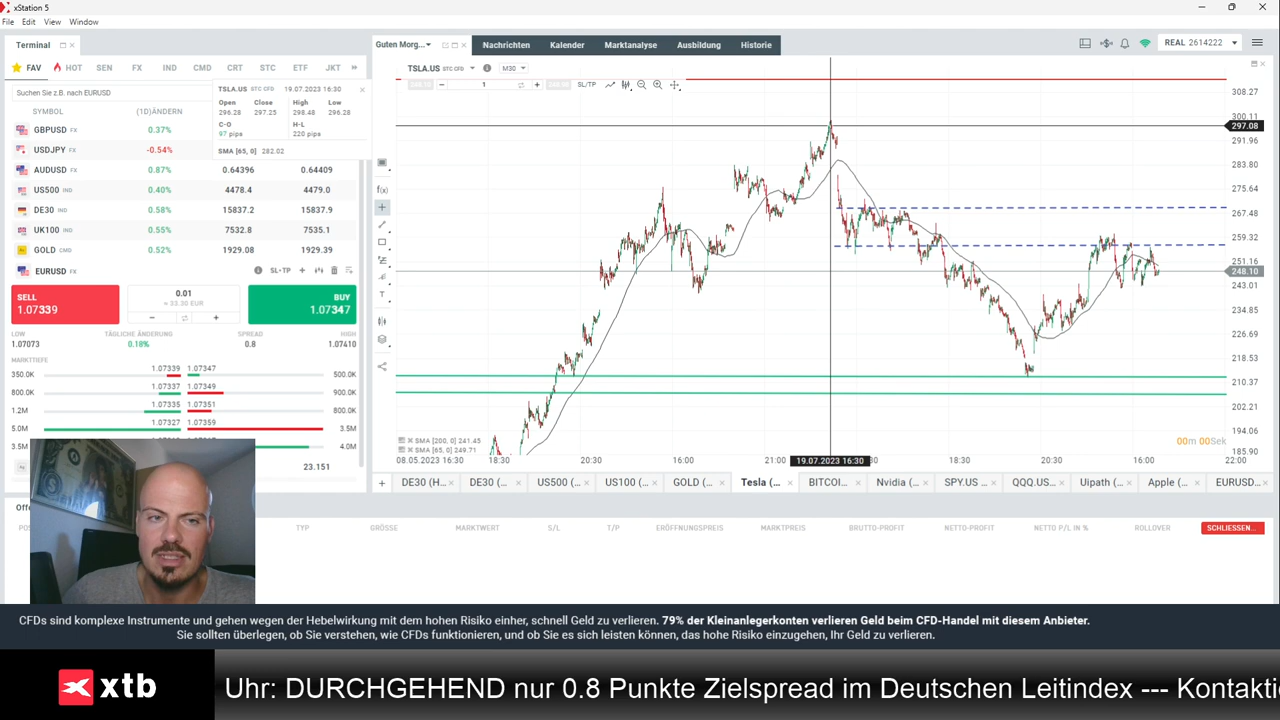 xStation 5
File Edit View Window
Terminal
FAV HOT SEN FX IND CMD CRT STC ETF JKT
Suchen Sie z.B. nach EURUSD
SYMBOL (1D)ÄNDERN
GBPUSD FX 0.37%
USDJPY FX -0.54%
AUDUSD FX 0.87% 0.64396 0.64409
US500 IND 0.40% 4478.4 4479.0
DE30 IND 0.58% 15837.2 15837.9
UK100 IND 0.55% 7532.8 7535.1
GOLD CMD 0.52% 1929.08 1929.39
EURUSD FX SL•TP
SELL 1.07339
0.01
≈ 33.30 EUR
BUY 1.07347
LOW TÄGLICHE ÄNDERUNG SPREAD HIGH
1.07073 0.18% 0.8 1.07410
MARKTTIEFE
350.0K 1.07339 1.07347 500.0K
800.0K 1.07337 1.07349 900.0K
1.2M 1.07335 1.07351 800.0K
5.0M 1.07327 1.07359 3.5M
3.5M 4.0M
23.151
TSLA.US STC CFD 19.07.2023 16:30
Open Close High Low
296.28 297.25 298.48 296.28
C-O H-L
97 pips 220 pips
SMA [65, 0] 282.02
Guten Morg... Nachrichten Kalender Marktanalyse Ausbildung Historie
REAL 2614222
TSLA.US STC CFD M30
1 SL/TP
308.27
300.11
297.08
291.96
283.80
275.64
267.48
259.32
251.16
248.10
243.01
234.85
226.69
218.53
210.37
202.21
194.06
185.90
SMA [200, 0] 241.45
SMA [65, 0] 249.71
00m 00Sek
08.05.2023 16:30 18:30 20:30 16:00 21:00 19.07.2023 16:30 18:30 20:30 16:00 22:00
DE30 (H... DE30 (... US500 (... US100 (... GOLD (... Tesla (... BITCOI... Nvidia (... SPY.US ... QQQ.US... Uipath (... Apple (... EURUSD...
TYP GRÖSSE MARKTWERT S/L T/P ERÖFFNUNGSPREIS MARKTPREIS BRUTTO-PROFIT NETTO-PROFIT NETTO P/L IN % ROLLOVER SCHLIESSEN...
CFDs sind komplexe Instrumente und gehen wegen der Hebelwirkung mit dem hohen Risiko einher, schnell Geld zu verlieren. 79% der Kleinanlegerkonten verlieren Geld beim CFD-Handel mit diesem Anbieter.
Sie sollten überlegen, ob Sie verstehen, wie CFDs funktionieren, und ob Sie es sich leisten können, das hohe Risiko einzugehen, Ihr Geld zu verlieren.
xtb
Uhr: DURCHGEHEND nur 0.8 Punkte Zielspread im Deutschen Leitindex --- Kontakti